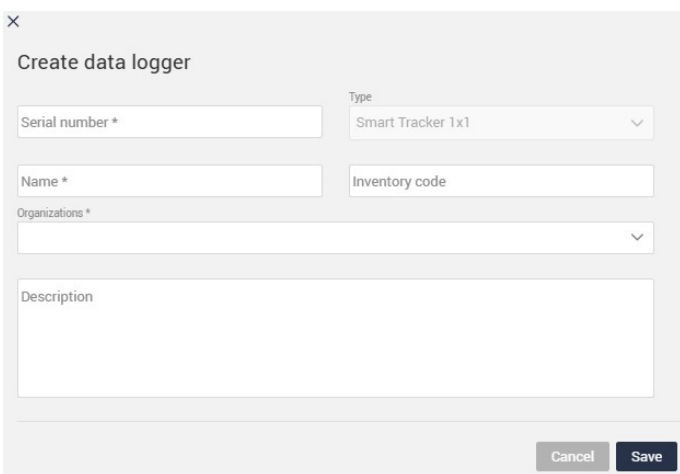 Create data logger
Type
Serial number *
Smart Tracker 1x1
Name *
Inventory code
Organizations *
Description
Cancel
Save